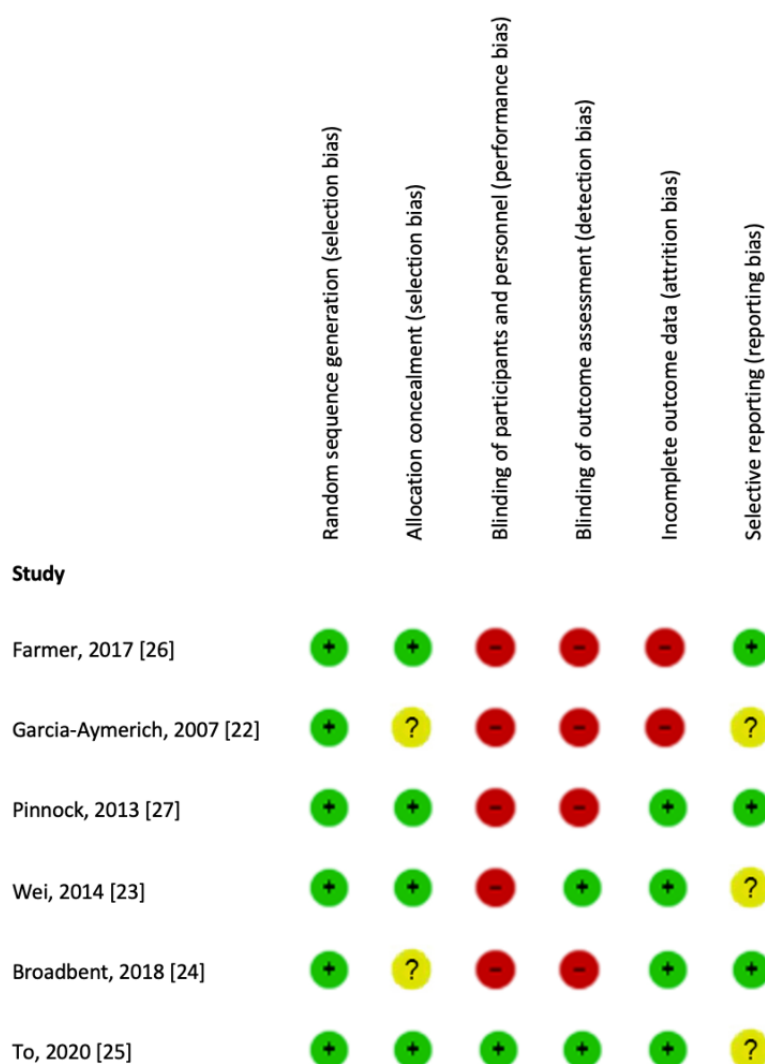 Random sequence generation (selection bias)
Allocation concealment (selection bias)
Blinding of participants and personnel (performance bias)
Blinding of outcome assessment (detection bias)
Incomplete outcome data (attrition bias)
Selective reporting (reporting bias)
Study
Farmer, 2017 [26] + + - - - +
Garcia-Aymerich, 2007 [22] + ? - - - ?
Pinnock, 2013 [27] + + - - + +
Wei, 2014 [23] + + - + + ?
Broadbent, 2018 [24] + ? - - + +
To, 2020 [25] + + + + + ?